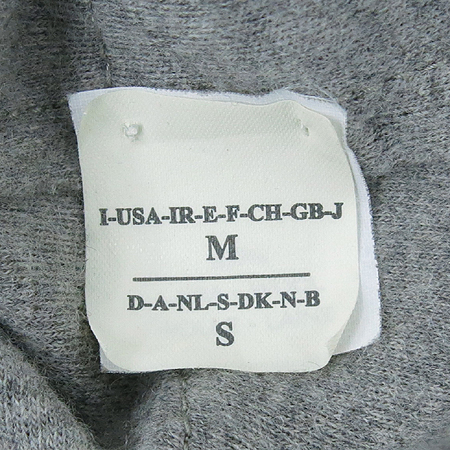 I-USA-IR-E-F-CH-GB-J
M
D-A-NL-S-DK-N-B
S